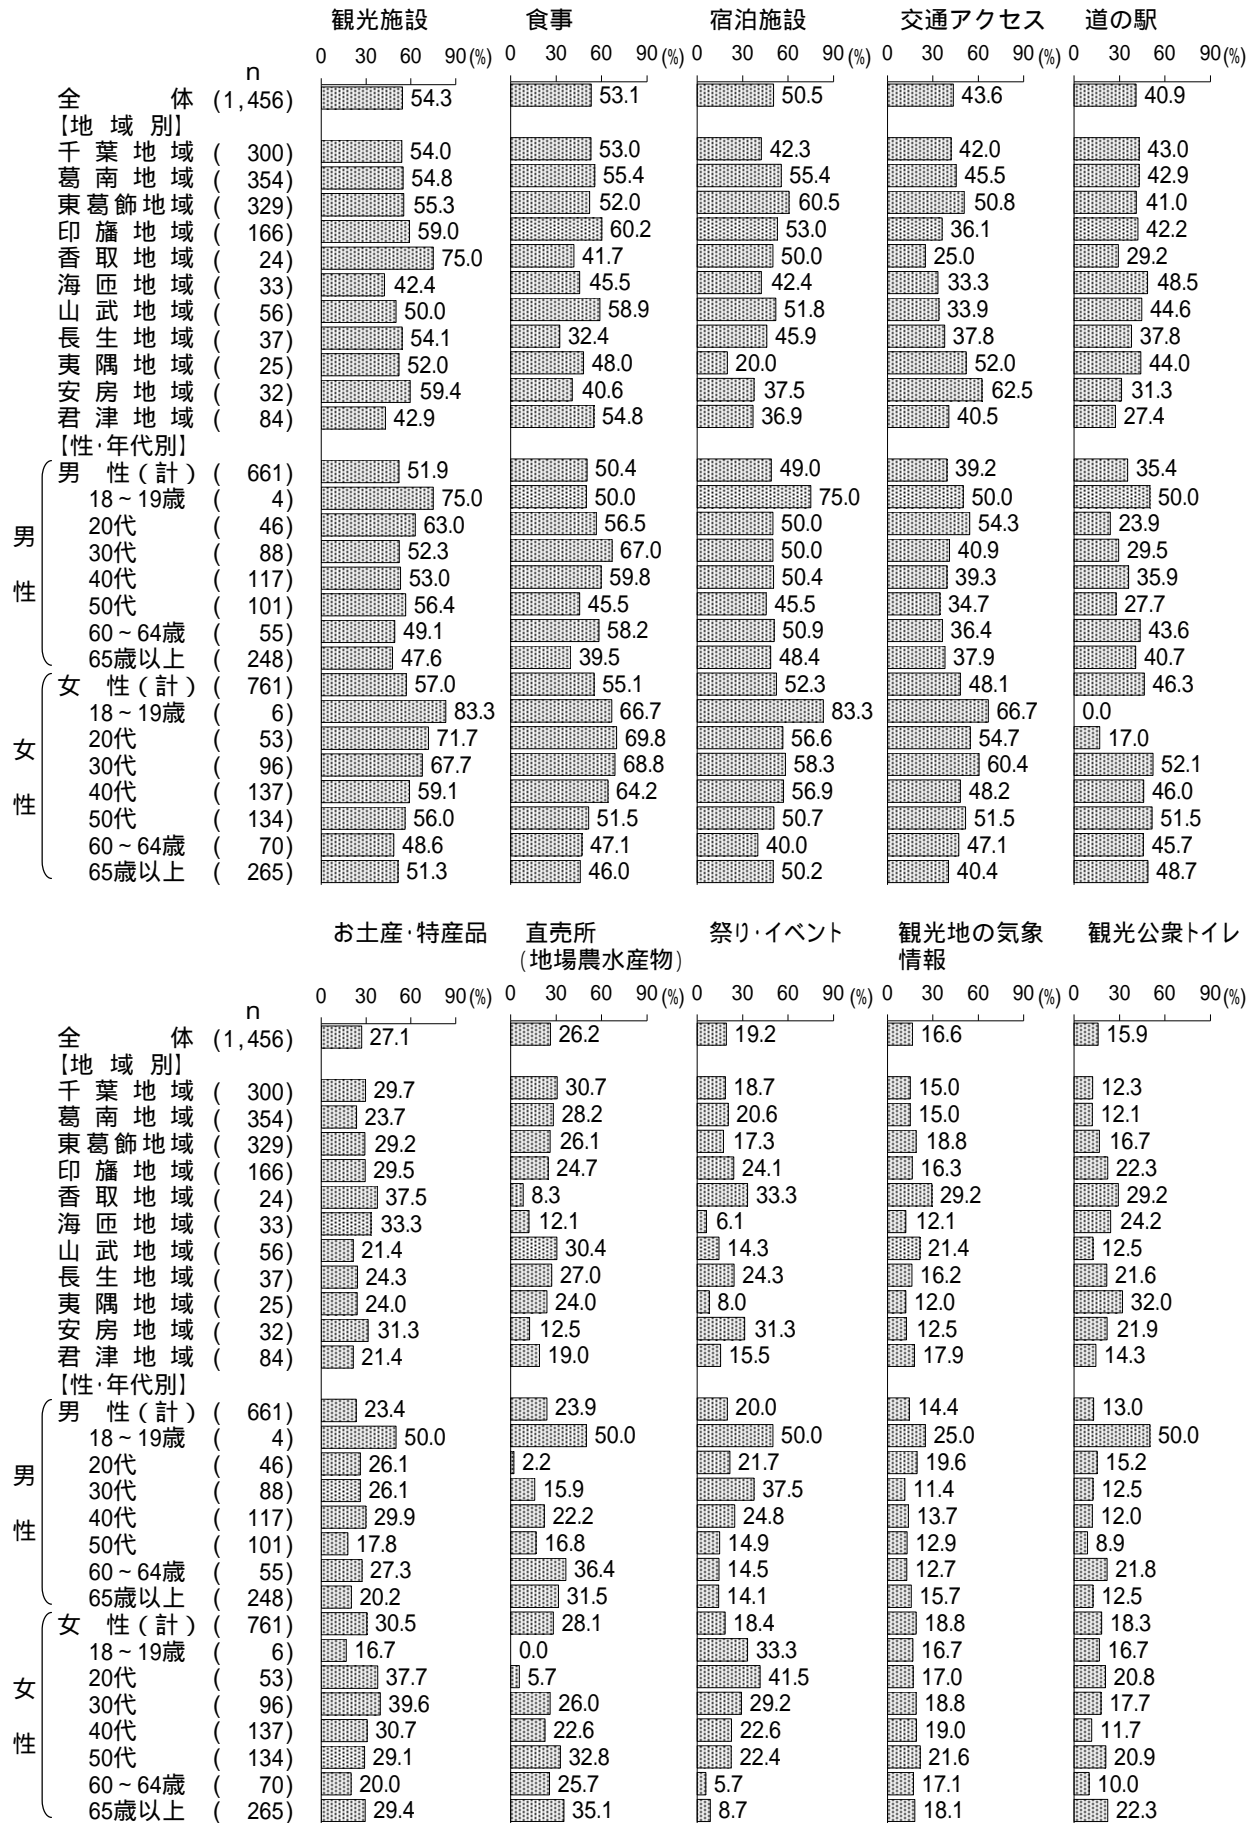 観光施設 食事 宿泊施設 交通アクセス 道の駅
0 30 60 90(%) 0 30 60 90(%) 0 30 60 90(%) 0 30 60 90(%) 0 30 60 90(%)
n
全 体 (1,456) 54.3 53.1 50.5 43.6 40.9
【地 域 別】
千 葉 地 域 ( 300) 54.0 53.0 42.3 42.0 43.0
葛 南 地 域 ( 354) 54.8 55.4 55.4 45.5 42.9
東 葛 飾 地 域 ( 329) 55.3 52.0 60.5 50.8 41.0
印 旛 地 域 ( 166) 59.0 60.2 53.0 36.1 42.2
香 取 地 域 ( 24) 75.0 41.7 50.0 25.0 29.2
海 匝 地 域 ( 33) 42.4 45.5 42.4 33.3 48.5
山 武 地 域 ( 56) 50.0 58.9 51.8 33.9 44.6
長 生 地 域 ( 37) 54.1 32.4 45.9 37.8 37.8
夷 隅 地 域 ( 25) 52.0 48.0 20.0 52.0 44.0
安 房 地 域 ( 32) 59.4 40.6 37.5 62.5 31.3
君 津 地 域 ( 84) 42.9 54.8 36.9 40.5 27.4
【性・年代別】
男 性(計) ( 661) 51.9 50.4 49.0 39.2 35.4
18~19歳 ( 4) 75.0 50.0 75.0 50.0 50.0
20代 ( 46) 63.0 56.5 50.0 54.3 23.9
男性
30代 ( 88) 52.3 67.0 50.0 40.9 29.5
40代 ( 117) 53.0 59.8 50.4 39.3 35.9
50代 ( 101) 56.4 45.5 45.5 34.7 27.7
60~64歳 ( 55) 49.1 58.2 50.9 36.4 43.6
65歳以上 ( 248) 47.6 39.5 48.4 37.9 40.7
女 性(計) ( 761) 57.0 55.1 52.3 48.1 46.3
18~19歳 ( 6) 83.3 66.7 83.3 66.7 0.0
20代 ( 53) 71.7 69.8 56.6 54.7 17.0
女性
30代 ( 96) 67.7 68.8 58.3 60.4 52.1
40代 ( 137) 59.1 64.2 56.9 48.2 46.0
50代 ( 134) 56.0 51.5 50.7 51.5 51.5
60~64歳 ( 70) 48.6 47.1 40.0 47.1 45.7
65歳以上 ( 265) 51.3 46.0 50.2 40.4 48.7
お土産・特産品 直売所 祭り・イベント 観光地の気象 観光公衆トイレ
(地場農水産物) 情報
0 30 60 90(%) 0 30 60 90(%) 0 30 60 90(%) 0 30 60 90(%) 0 30 60 90(%)
n
全 体 (1,456) 27.1 26.2 19.2 16.6 15.9
【地 域 別】
千 葉 地 域 ( 300) 29.7 30.7 18.7 15.0 12.3
葛 南 地 域 ( 354) 23.7 28.2 20.6 15.0 12.1
東 葛 飾 地 域 ( 329) 29.2 26.1 17.3 18.8 16.7
印 旛 地 域 ( 166) 29.5 24.7 24.1 16.3 22.3
香 取 地 域 ( 24) 37.5 8.3 33.3 29.2 29.2
海 匝 地 域 ( 33) 33.3 12.1 6.1 12.1 24.2
山 武 地 域 ( 56) 21.4 30.4 14.3 21.4 12.5
長 生 地 域 ( 37) 24.3 27.0 24.3 16.2 21.6
夷 隅 地 域 ( 25) 24.0 24.0 8.0 12.0 32.0
安 房 地 域 ( 32) 31.3 12.5 31.3 12.5 21.9
君 津 地 域 ( 84) 21.4 19.0 15.5 17.9 14.3
【性・年代別】
男 性(計) ( 661) 23.4 23.9 20.0 14.4 13.0
18~19歳 ( 4) 50.0 50.0 50.0 25.0 50.0
20代 ( 46) 26.1 2.2 21.7 19.6 15.2
男性
30代 ( 88) 26.1 15.9 37.5 11.4 12.5
40代 ( 117) 29.9 22.2 24.8 13.7 12.0
50代 ( 101) 17.8 16.8 14.9 12.9 8.9
60~64歳 ( 55) 27.3 36.4 14.5 12.7 21.8
65歳以上 ( 248) 20.2 31.5 14.1 15.7 12.5
女 性(計) ( 761) 30.5 28.1 18.4 18.8 18.3
18~19歳 ( 6) 16.7 0.0 33.3 16.7 16.7
20代 ( 53) 37.7 5.7 41.5 17.0 20.8
女性
30代 ( 96) 39.6 26.0 29.2 18.8 17.7
40代 ( 137) 30.7 22.6 22.6 19.0 11.7
50代 ( 134) 29.1 32.8 22.4 21.6 20.9
60~64歳 ( 70) 20.0 25.7 5.7 17.1 10.0
65歳以上 ( 265) 29.4 35.1 8.7 18.1 22.3